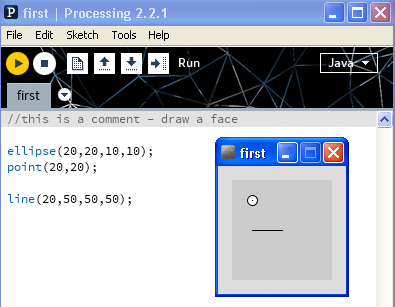 first | Processing 2.2.1
File Edit Sketch Tools Help
Run
Java
first
//this is a comment - draw a face
ellipse(20,20,10,10);
point(20,20);
line(20,50,50,50);
first